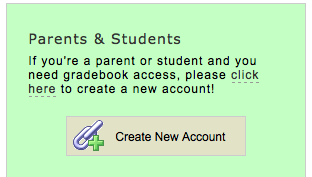 Parents & Students
If you're a parent or student and you
need gradebook access, please click
here to create a new account!
Create New Account